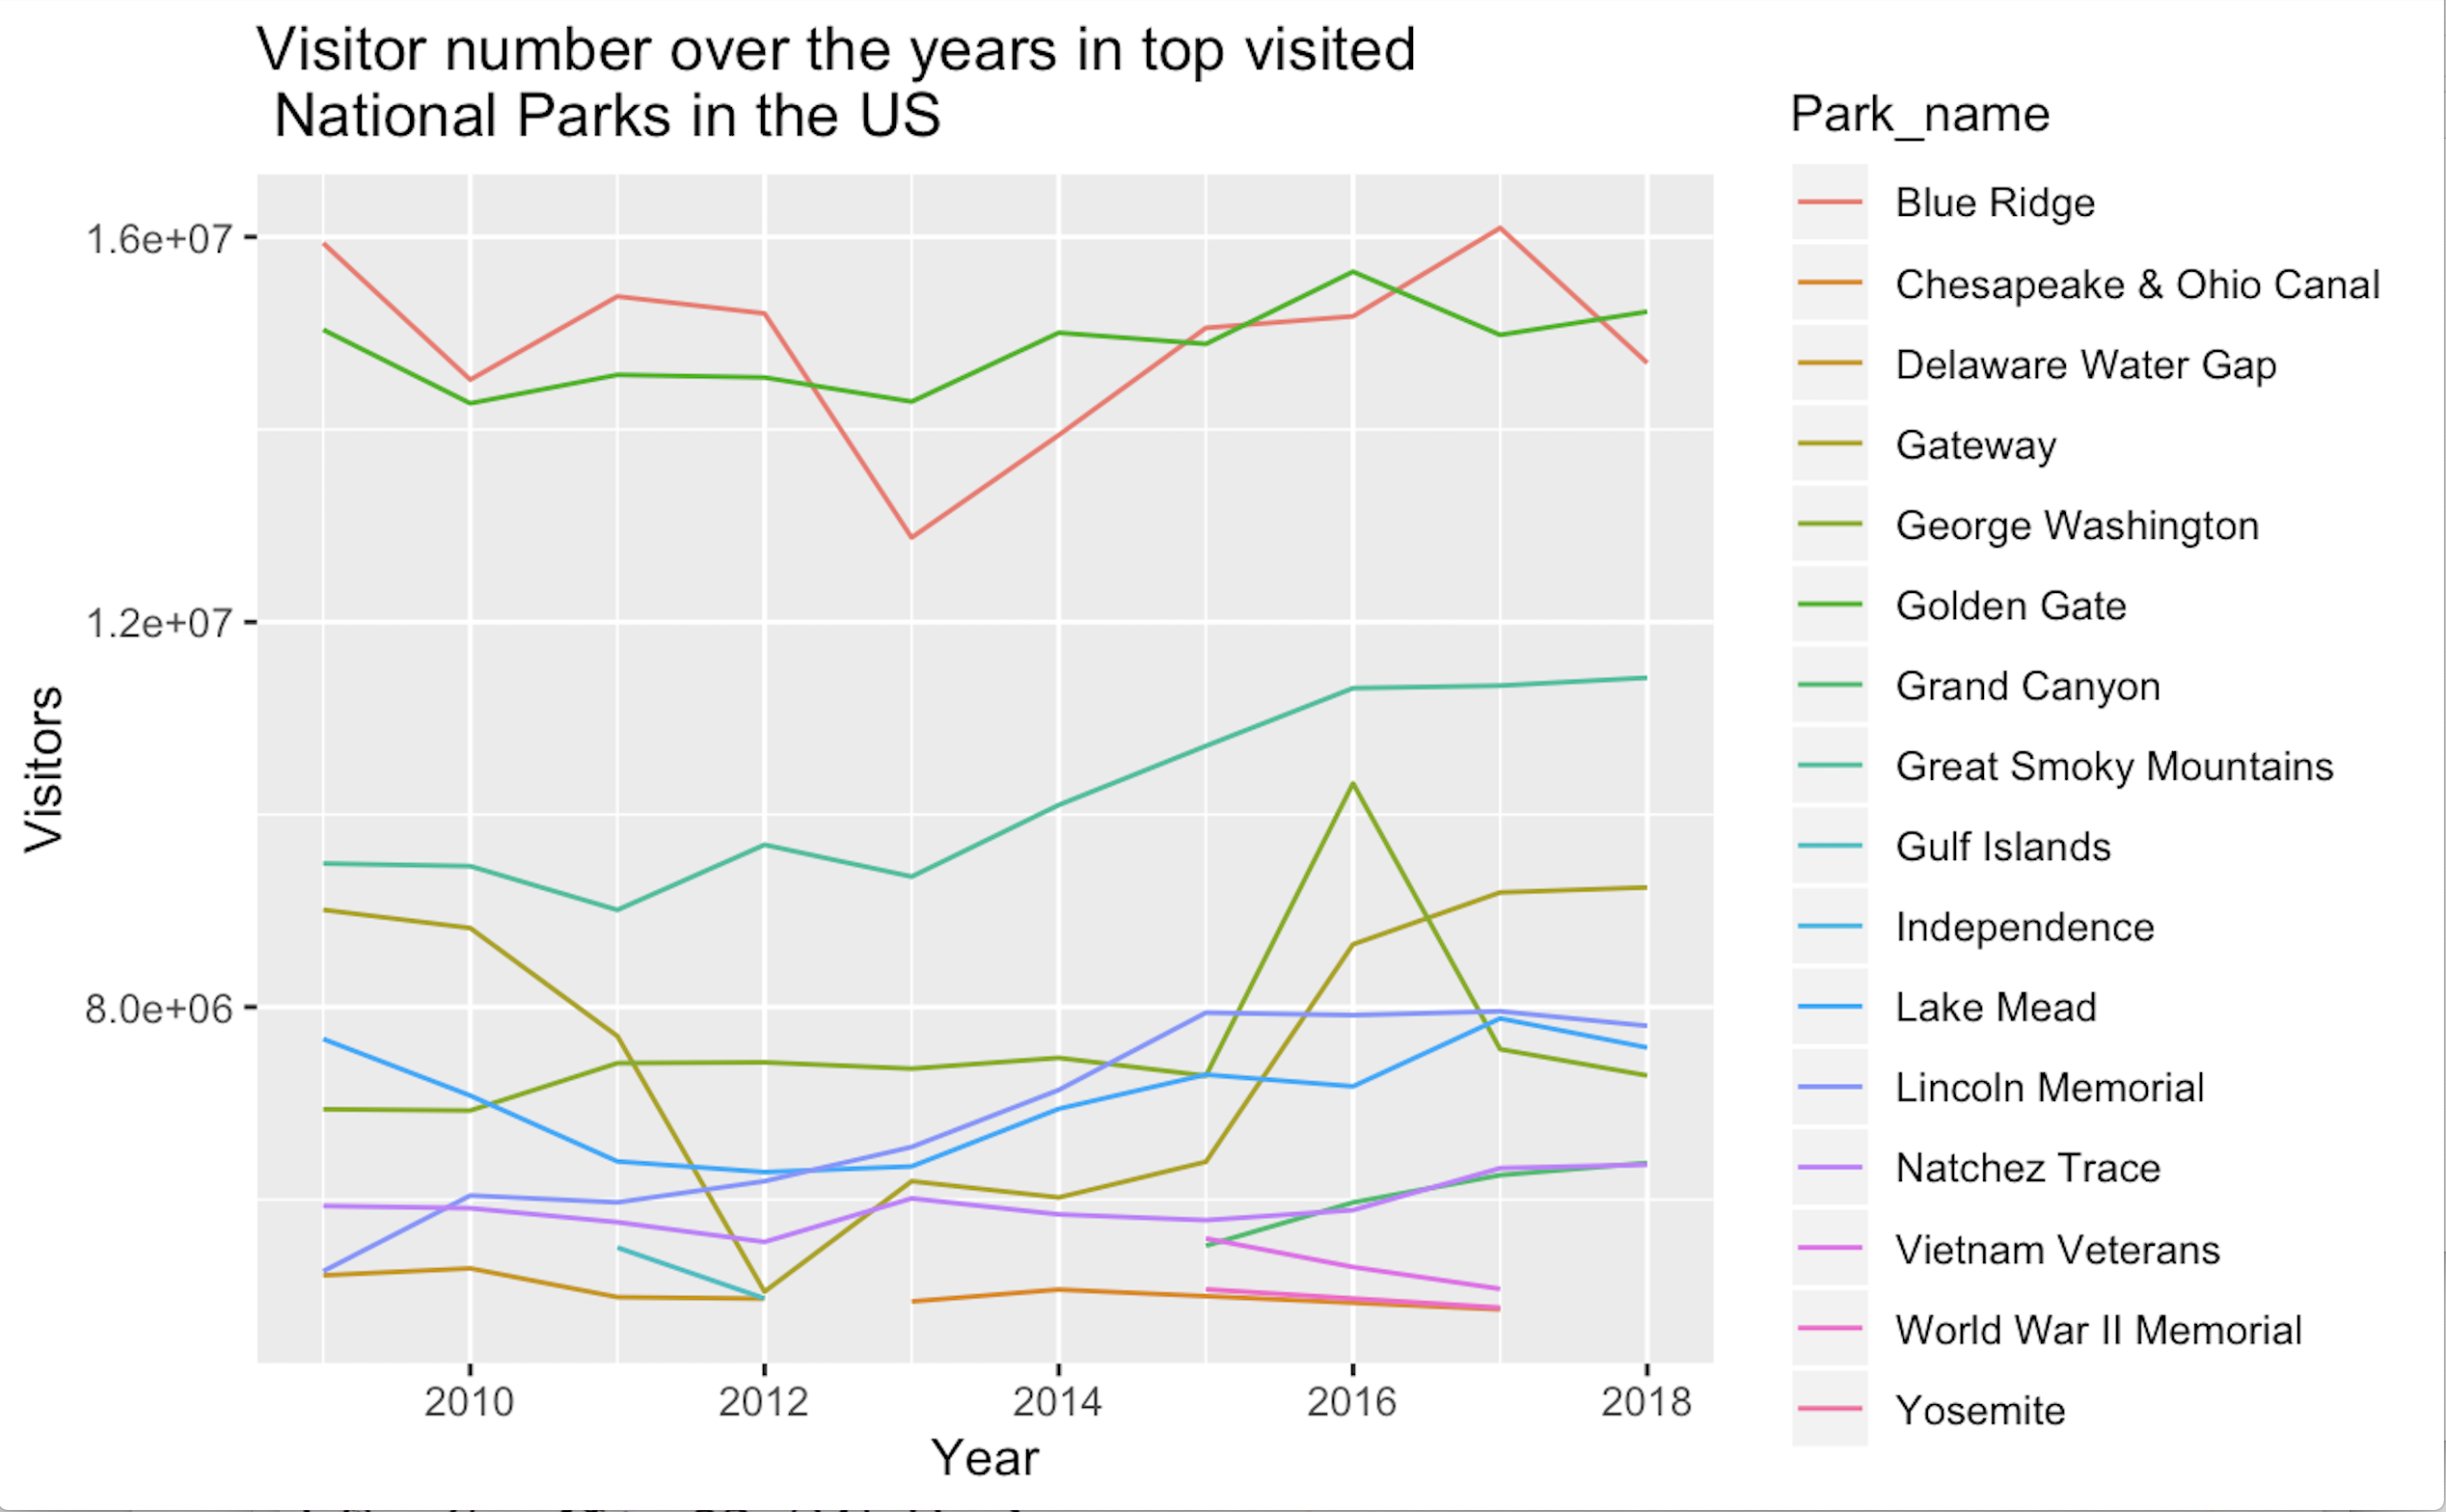 Visitor number over the years in top visited
National Parks in the US
Park_name
Blue Ridge
Chesapeake & Ohio Canal
Delaware Water Gap
Gateway
George Washington
Golden Gate
Grand Canyon
Great Smoky Mountains
Gulf Islands
Independence
Lake Mead
Lincoln Memorial
Natchez Trace
Vietnam Veterans
World War II Memorial
Yosemite
Visitors
1.6e+07
1.2e+07
8.0e+06
2010 2012 2014 2016 2018
Year